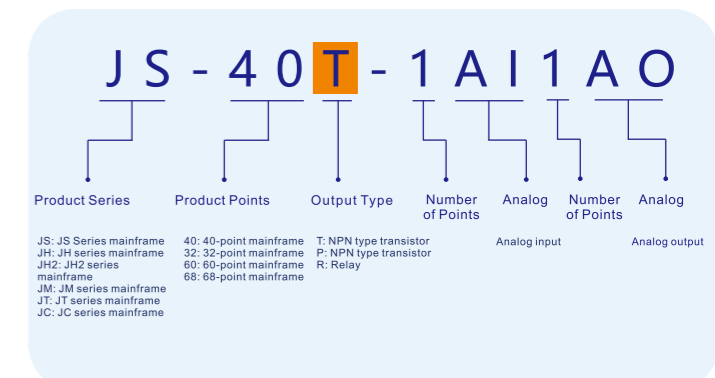 JS-40T-1AI1AO
Product Series
Product Points
Output Type
Number
of Points
Analog
Number
of Points
Analog
JS: JS Series mainframe
JH: JH series mainframe
JH2: JH2 series
mainframe
JM: JM series mainframe
JT: JT series mainframe
JC: JC series mainframe
40: 40-point mainframe
32: 32-point mainframe
60: 60-point mainframe
68: 68-point mainframe
T: NPN type transistor
P: NPN type transistor
R: Relay
Analog input
Analog output